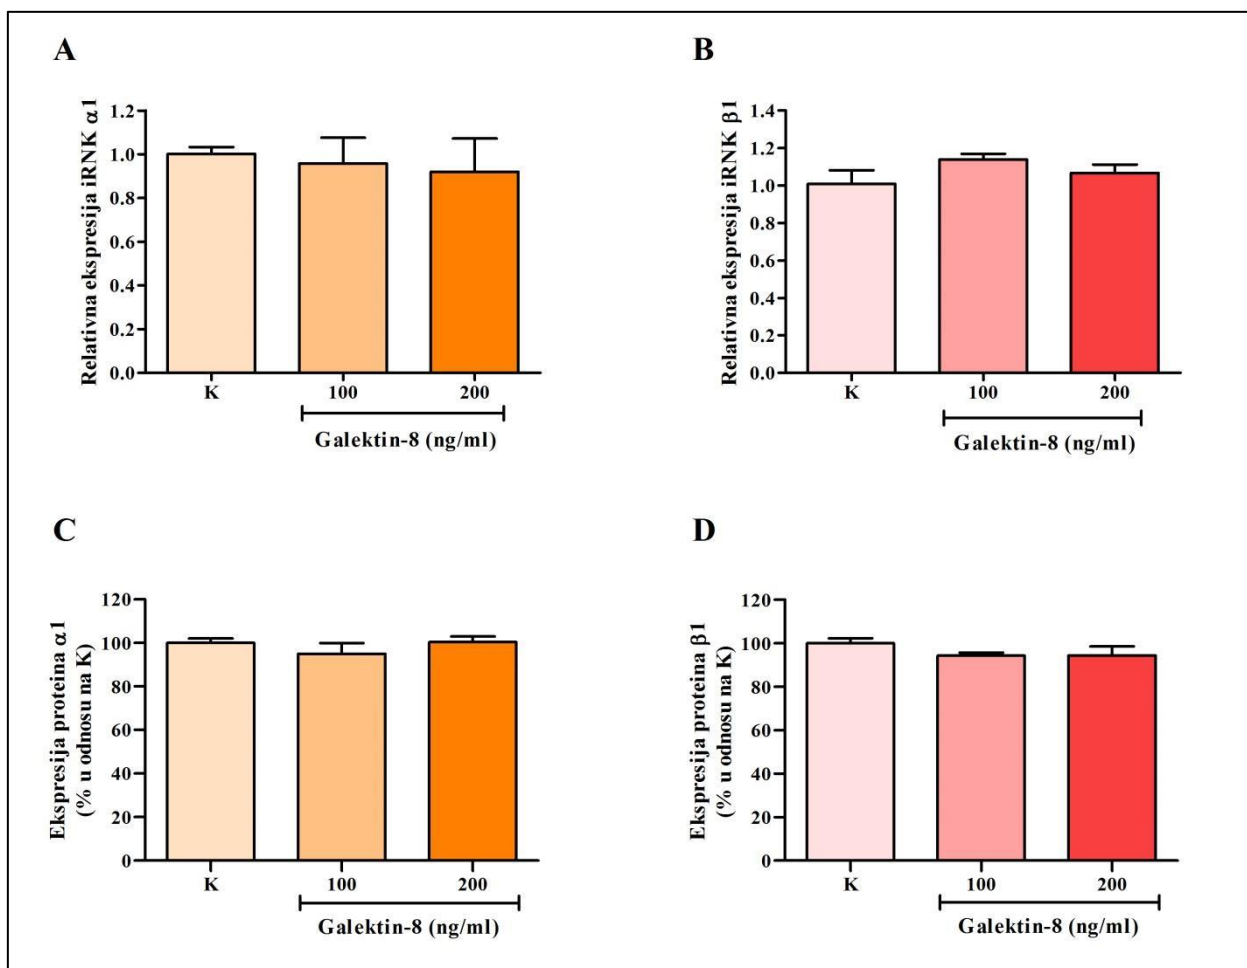 A
Relativna ekspresija iRNK α1
1.2
1.0
0.8
0.6
0.4
0.2
0.0
K
100
200
Galektin-8 (ng/ml)
B
Relativna ekspresija iRNK β1
1.4
1.2
1.0
0.8
0.6
0.4
0.2
0.0
K
100
200
Galektin-8 (ng/ml)
C
Ekspresija proteina α1
(% u odnosu na K)
120
100
80
60
40
20
0
K
100
200
Galektin-8 (ng/ml)
D
Ekspresija proteina β1
(% u odnosu na K)
120
100
80
60
40
20
0
K
100
200
Galektin-8 (ng/ml)